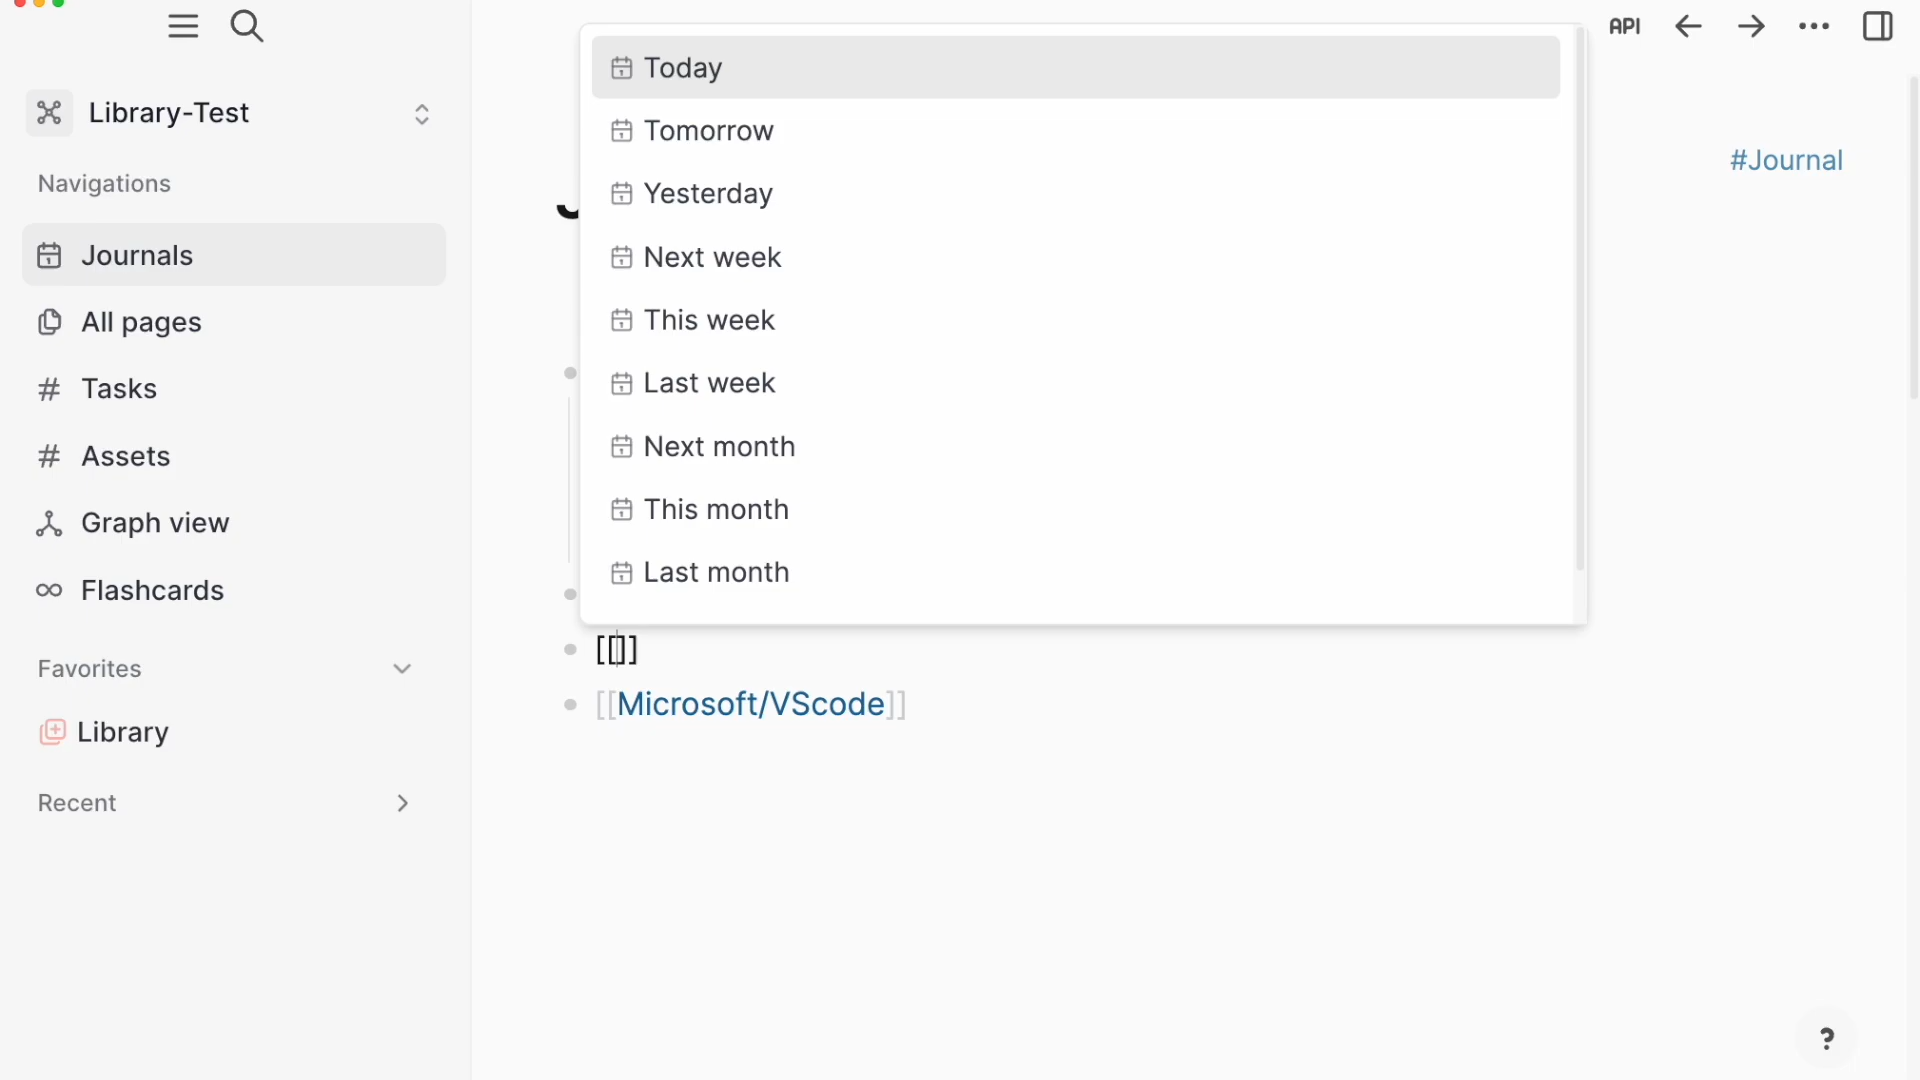 API
Library-Test
Navigations
Journals
All pages
# Tasks
# Assets
Graph view
Flashcards
Favorites
Library
Recent
Today
Tomorrow
Yesterday
Next week
This week
Last week
Next month
This month
Last month
#Journal
[[]]
[[Microsoft/VScode]]
?